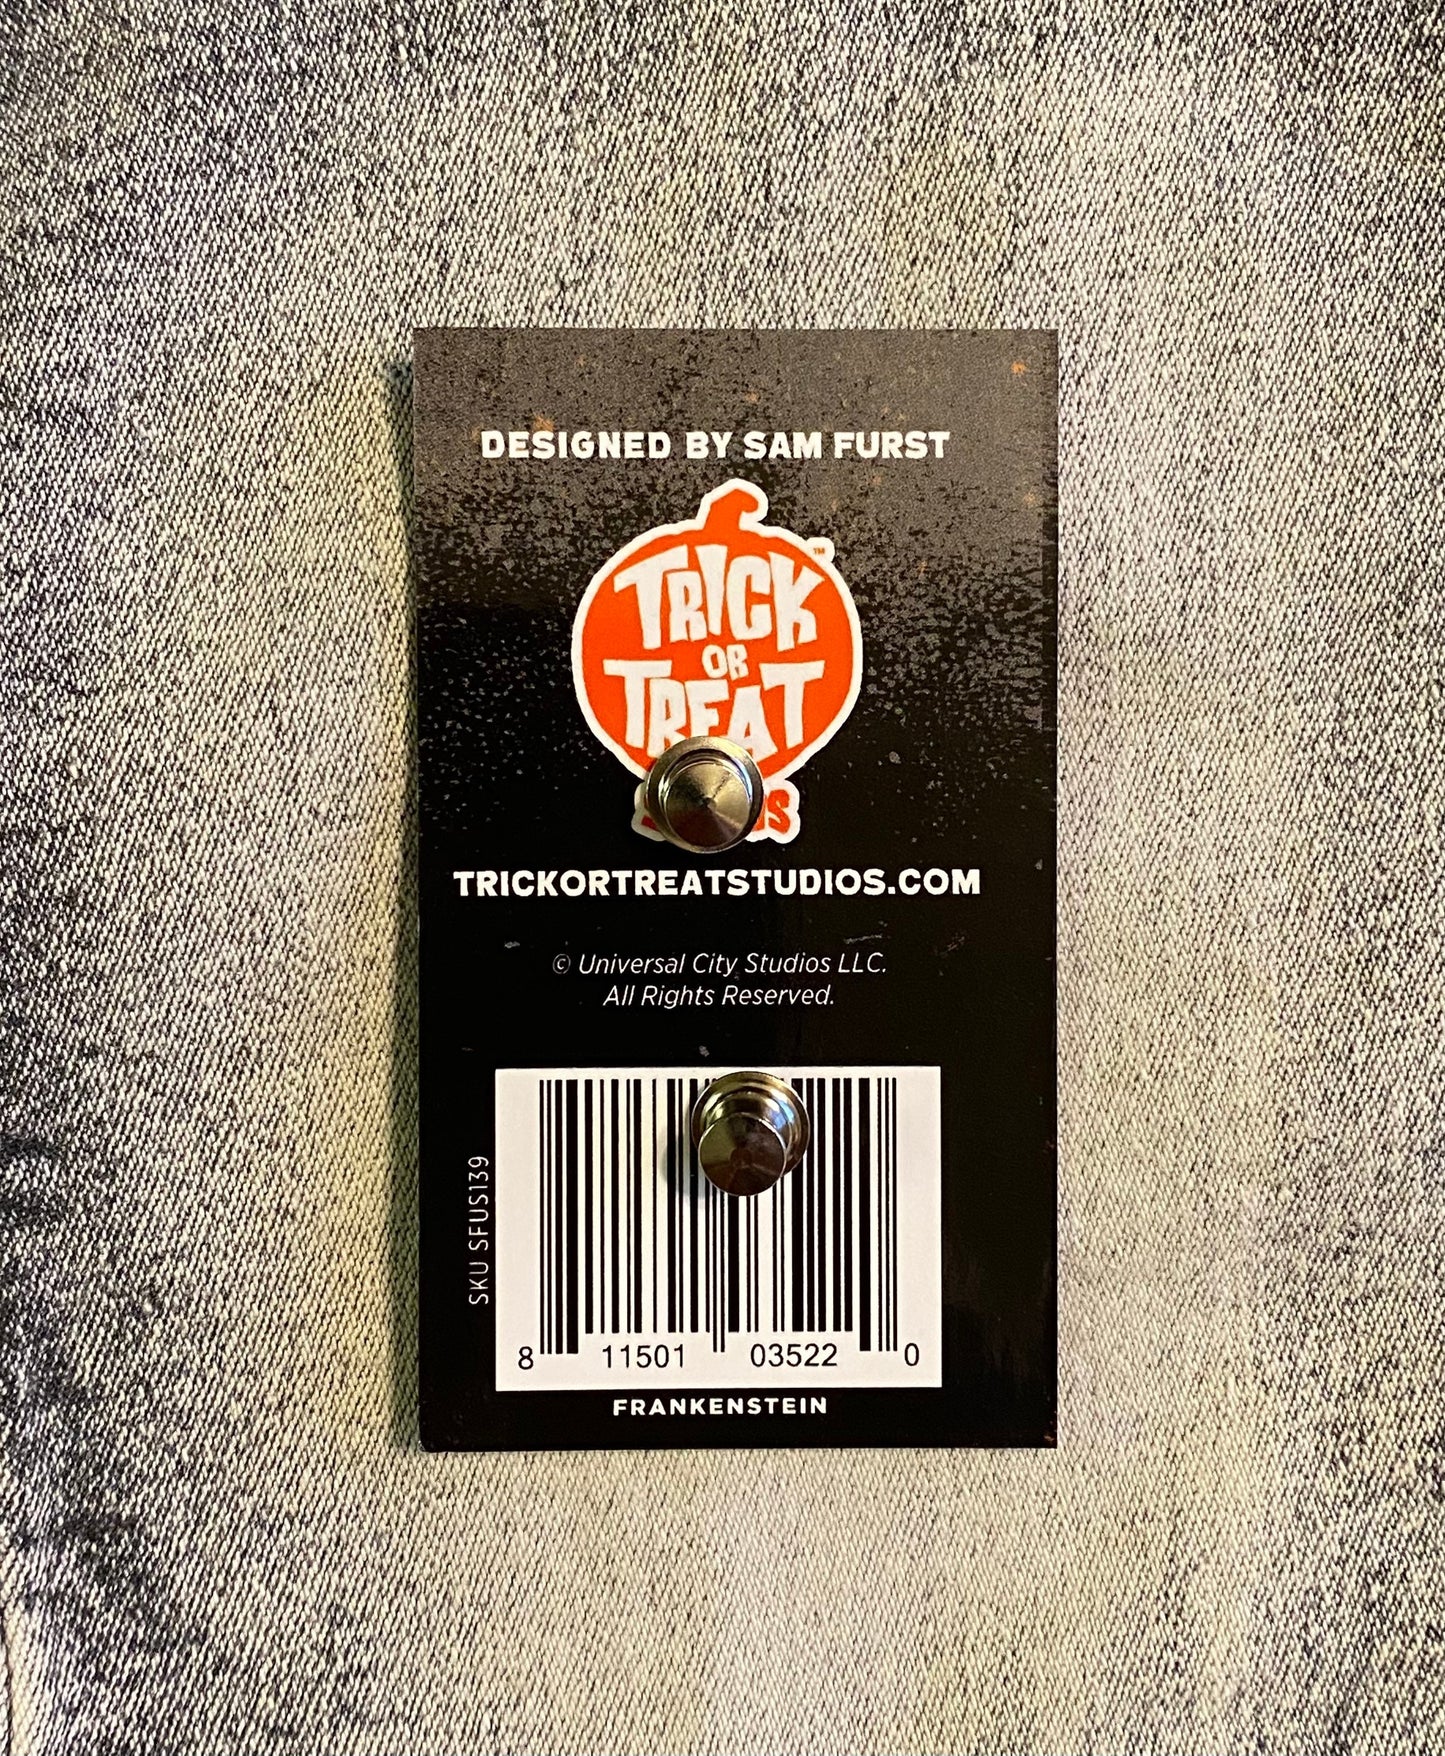 DESIGNED BY SAM FURST
TRICK
OR
TREAT
™
TRICKORTREATSTUDIOS.COM
© Universal City Studios LLC.
All Rights Reserved.
SKU SFUS139
8 11501 03522 0
FRANKENSTEIN